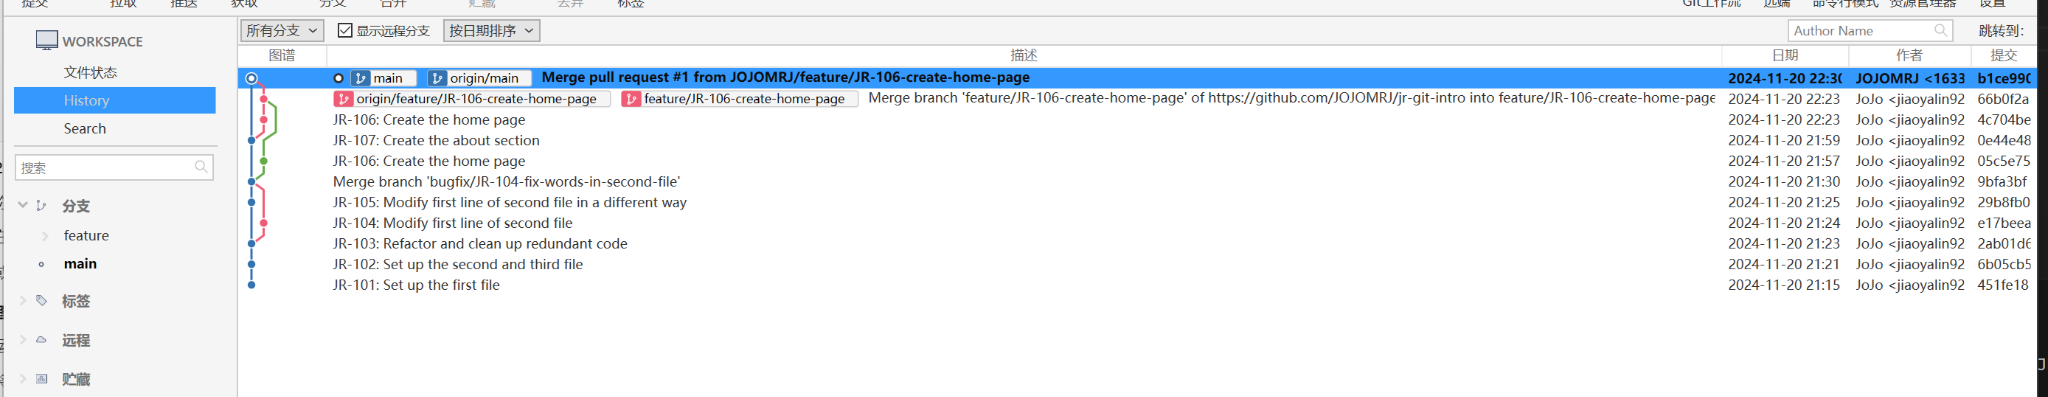 提交 拉取 推送 获取 分支 合并 贮藏 丢弃 标签 Git工作流 远端 命令行模式 资源管理器 设置
WORKSPACE
文件状态
History
Search
搜索
分支
feature
main
标签
远程
贮藏
所有分支 显示远程分支 按日期排序 Author Name 跳转到:
图谱 描述 日期 作者 提交
main origin/main Merge pull request #1 from JOJOMRJ/feature/JR-106-create-home-page 2024-11-20 22:30 JOJOMRJ <1633 b1ce990
origin/feature/JR-106-create-home-page feature/JR-106-create-home-page Merge branch 'feature/JR-106-create-home-page' of https://github.com/JOJOMRJ/jr-git-intro into feature/JR-106-create-home-page 2024-11-20 22:23 JoJo <jiaoyalin92 66b0f2a
JR-106: Create the home page 2024-11-20 22:23 JoJo <jiaoyalin92 4c704be
JR-107: Create the about section 2024-11-20 21:59 JoJo <jiaoyalin92 0e44e48
JR-106: Create the home page 2024-11-20 21:57 JoJo <jiaoyalin92 05c5e75
Merge branch 'bugfix/JR-104-fix-words-in-second-file' 2024-11-20 21:30 JoJo <jiaoyalin92 9bfa3bf
JR-105: Modify first line of second file in a different way 2024-11-20 21:25 JoJo <jiaoyalin92 29b8fb0
JR-104: Modify first line of second file 2024-11-20 21:24 JoJo <jiaoyalin92 e17beea
JR-103: Refactor and clean up redundant code 2024-11-20 21:23 JoJo <jiaoyalin92 2ab01d6
JR-102: Set up the second and third file 2024-11-20 21:21 JoJo <jiaoyalin92 6b05cb5
JR-101: Set up the first file 2024-11-20 21:15 JoJo <jiaoyalin92 451fe18